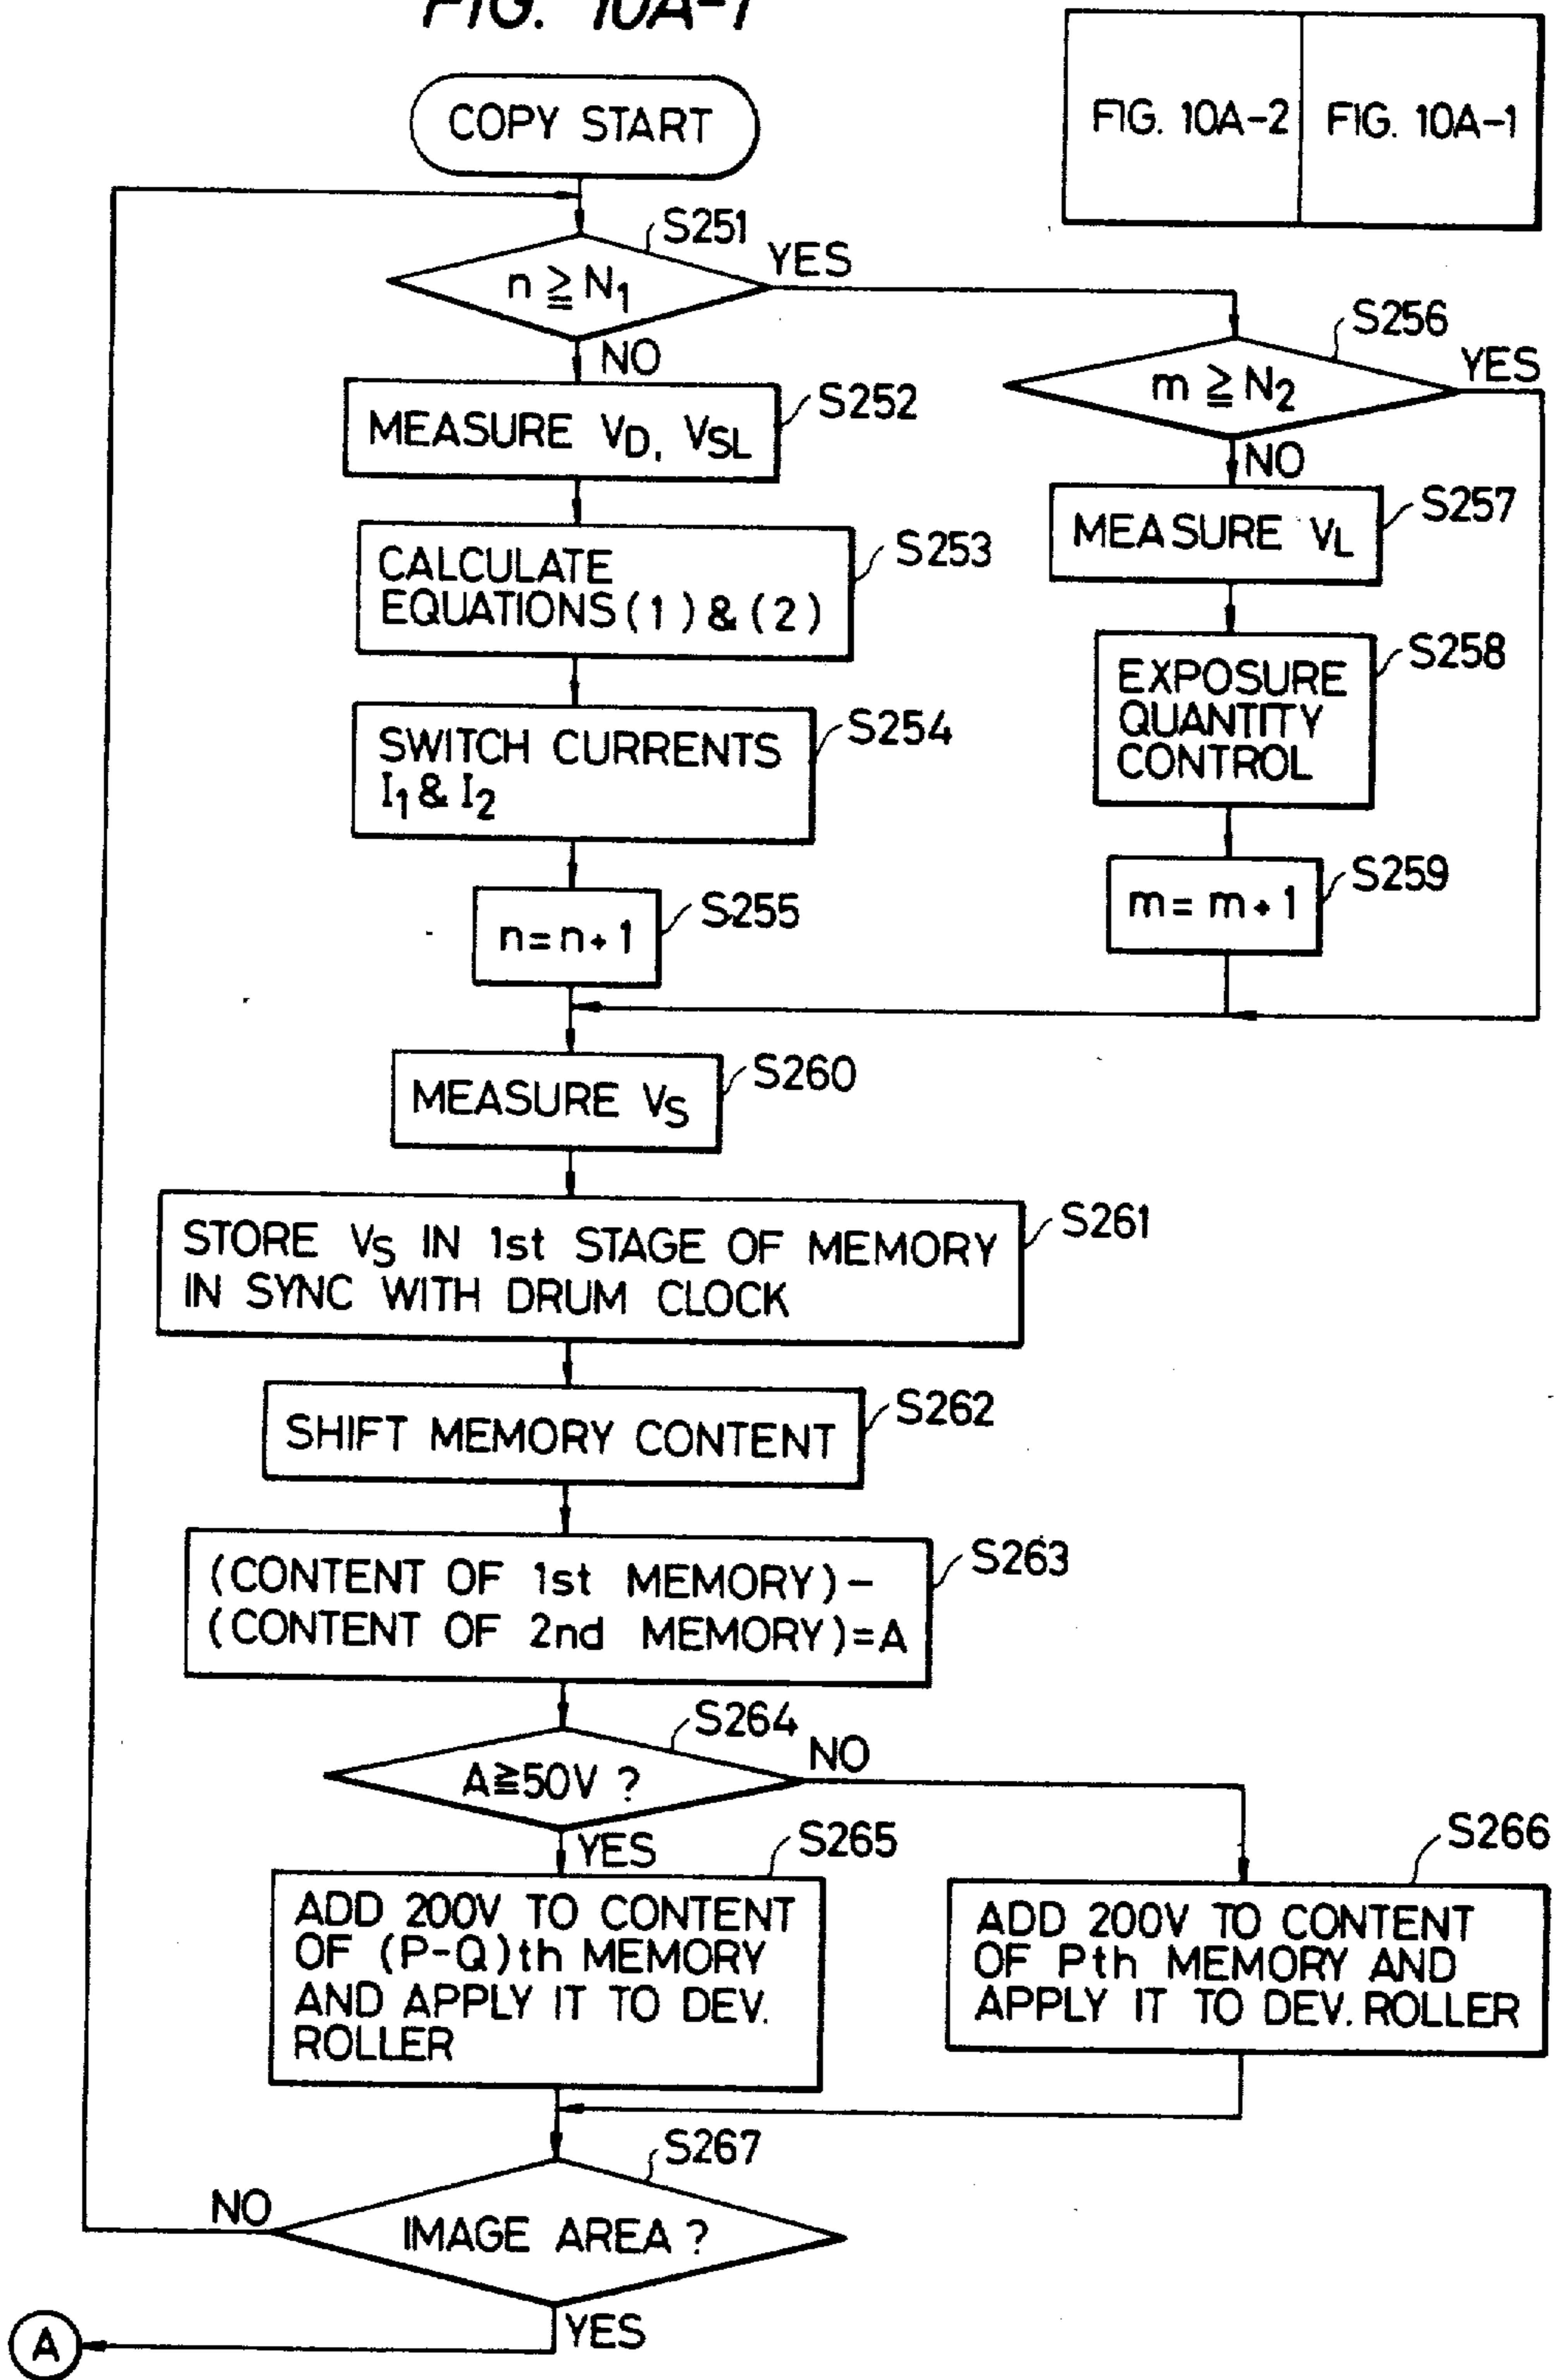 FIG. 10A-1
FIG. 10A-2
FIG. 10A-1
COPY START
S251
n ≧ N1
YES
NO
S256
m ≧ N2
YES
NO
S252
MEASURE VD, VSL
S257
MEASURE VL
S253
CALCULATE
EQUATIONS (1) & (2)
S258
EXPOSURE
QUANTITY
CONTROL
S254
SWITCH CURRENTS
I1 & I2
S259
m = m + 1
S255
n = n + 1
S260
MEASURE VS
S261
STORE VS IN 1st STAGE OF MEMORY
IN SYNC WITH DRUM CLOCK
S262
SHIFT MEMORY CONTENT
S263
(CONTENT OF 1st MEMORY) –
(CONTENT OF 2nd MEMORY) = A
S264
A ≧ 50V ?
NO
YES
S265
ADD 200V TO CONTENT
OF (P-Q)th MEMORY
AND APPLY IT TO DEV.
ROLLER
S266
ADD 200V TO CONTENT
OF Pth MEMORY AND
APPLY IT TO DEV. ROLLER
S267
IMAGE AREA ?
NO
YES
A